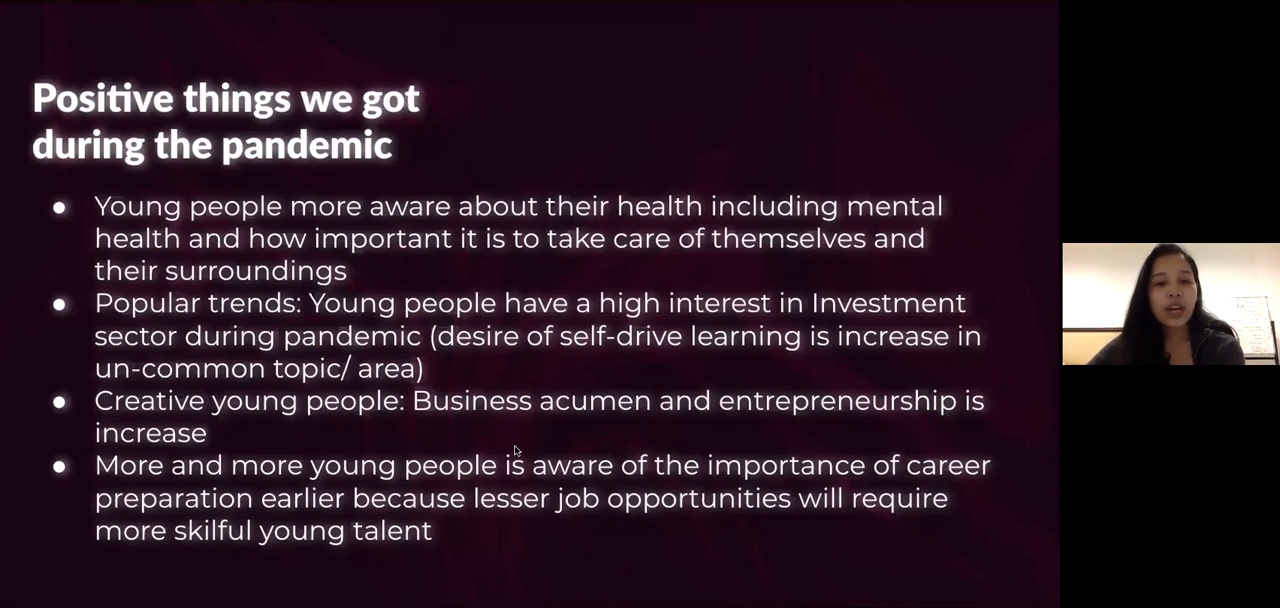 Positive things we got
during the pandemic
● Young people more aware about their health including mental
health and how important it is to take care of themselves and
their surroundings
● Popular trends: Young people have a high interest in Investment
sector during pandemic (desire of self-drive learning is increase in
un-common topic/ area)
● Creative young people: Business acumen and entrepreneurship is
increase
● More and more young people is aware of the importance of career
preparation earlier because lesser job opportunities will require
more skilful young talent